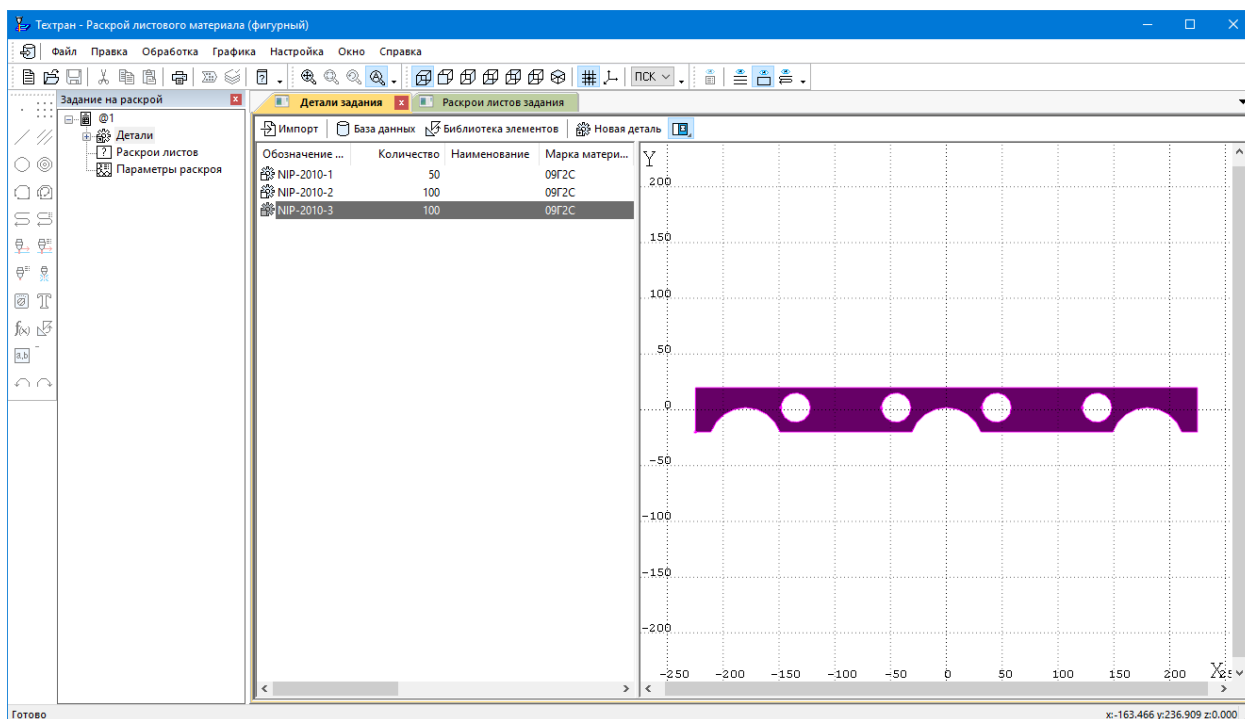 Техтран - Раскрой листового материала (фигурный)
Файл Правка Обработка Графика Настройка Окно Справка
ПСК
Задание на раскрой
@1
Детали
Раскрои листов
Параметры раскроя
Детали задания Раскрои листов задания
Импорт База данных Библиотека элементов Новая деталь
Обозначение ... Количество Наименование Марка матери...
NIP-2010-1 50 09Г2С
NIP-2010-2 100 09Г2С
NIP-2010-3 100 09Г2С
f(x)
a,b
Y
200
150
100
50
0
-50
-100
-150
-200
-250 -200 -150 -100 -50 0 50 100 150 200
X
Готово x:-163.466 y:236.909 z:0.000